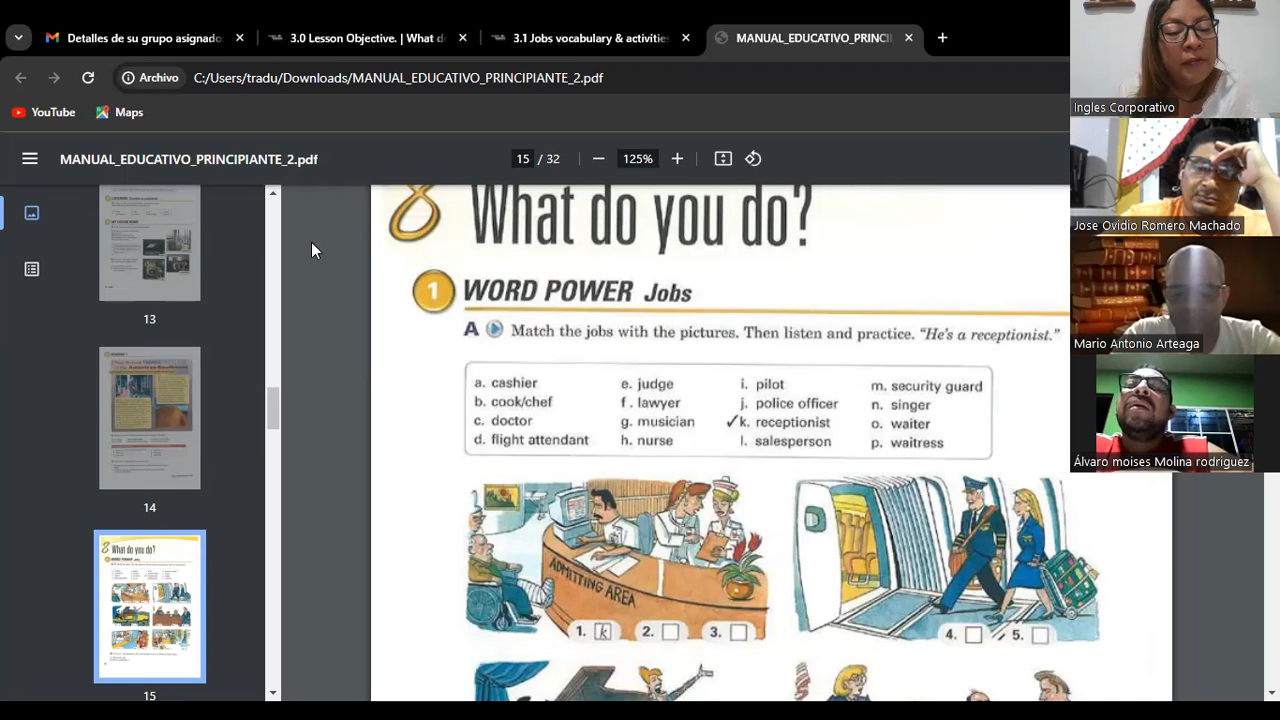 Detalles de su grupo asignado
3.0 Lesson Objective. | What d
3.1 Jobs vocabulary & activitie
MANUAL_EDUCATIVO_PRINCI
Archivo
C:/Users/tradu/Downloads/MANUAL_EDUCATIVO_PRINCIPIANTE_2.pdf
YouTube
Maps
MANUAL_EDUCATIVO_PRINCIPIANTE_2.pdf
15 / 32
125%
13
14
15
8 What do you do?
1 WORD POWER Jobs
A Match the jobs with the pictures. Then listen and practice. "He's a receptionist."
a. cashier
b. cook/chef
c. doctor
d. flight attendant
e. judge
f. lawyer
g. musician
h. nurse
i. pilot
j. police officer
✓k. receptionist
l. salesperson
m. security guard
n. singer
o. waiter
p. waitress
ADMITTING AREA
1. k 2. 3.
4. 5.
What do you do?
Ingles Corporativo
Jose Ovidio Romero Machado
Mario Antonio Arteaga
Álvaro moises Molina rodriguez